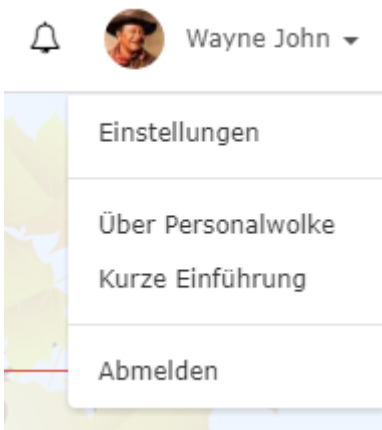 Wayne John
Einstellungen
Über Personalwolke
Kurze Einführung
Abmelden